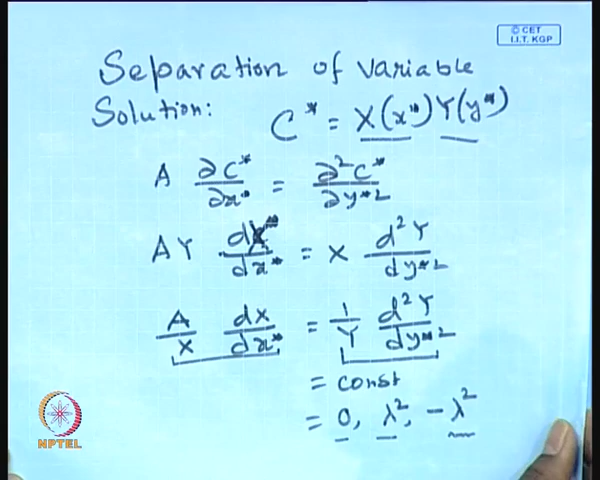 © CET
I.I.T. KGP
Separation of Variable
Solution: C* = X(x*) Y(y*)
A ∂C*/∂x* = ∂²C*/∂y*²
A Y dX/dx* = X d²Y/dy*²
A/X dX/dx* = 1/Y d²Y/dy*²
= const
= 0, λ², -λ²
NPTEL